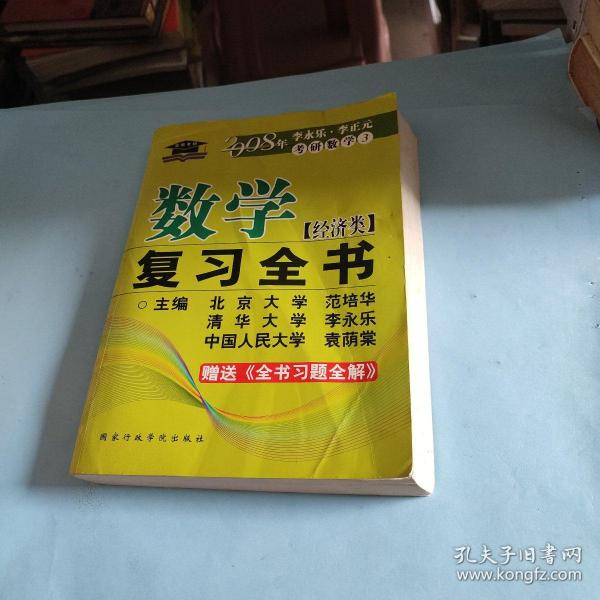 2008年 李永乐·李正元
考研数学3
数学
【经济类】
复习全书
○主编 北京大学 范培华
清华大学 李永乐
中国人民大学 袁荫棠
赠送《全书习题全解》
国家行政学院出版社
孔夫子旧书网
www.kongfz.com